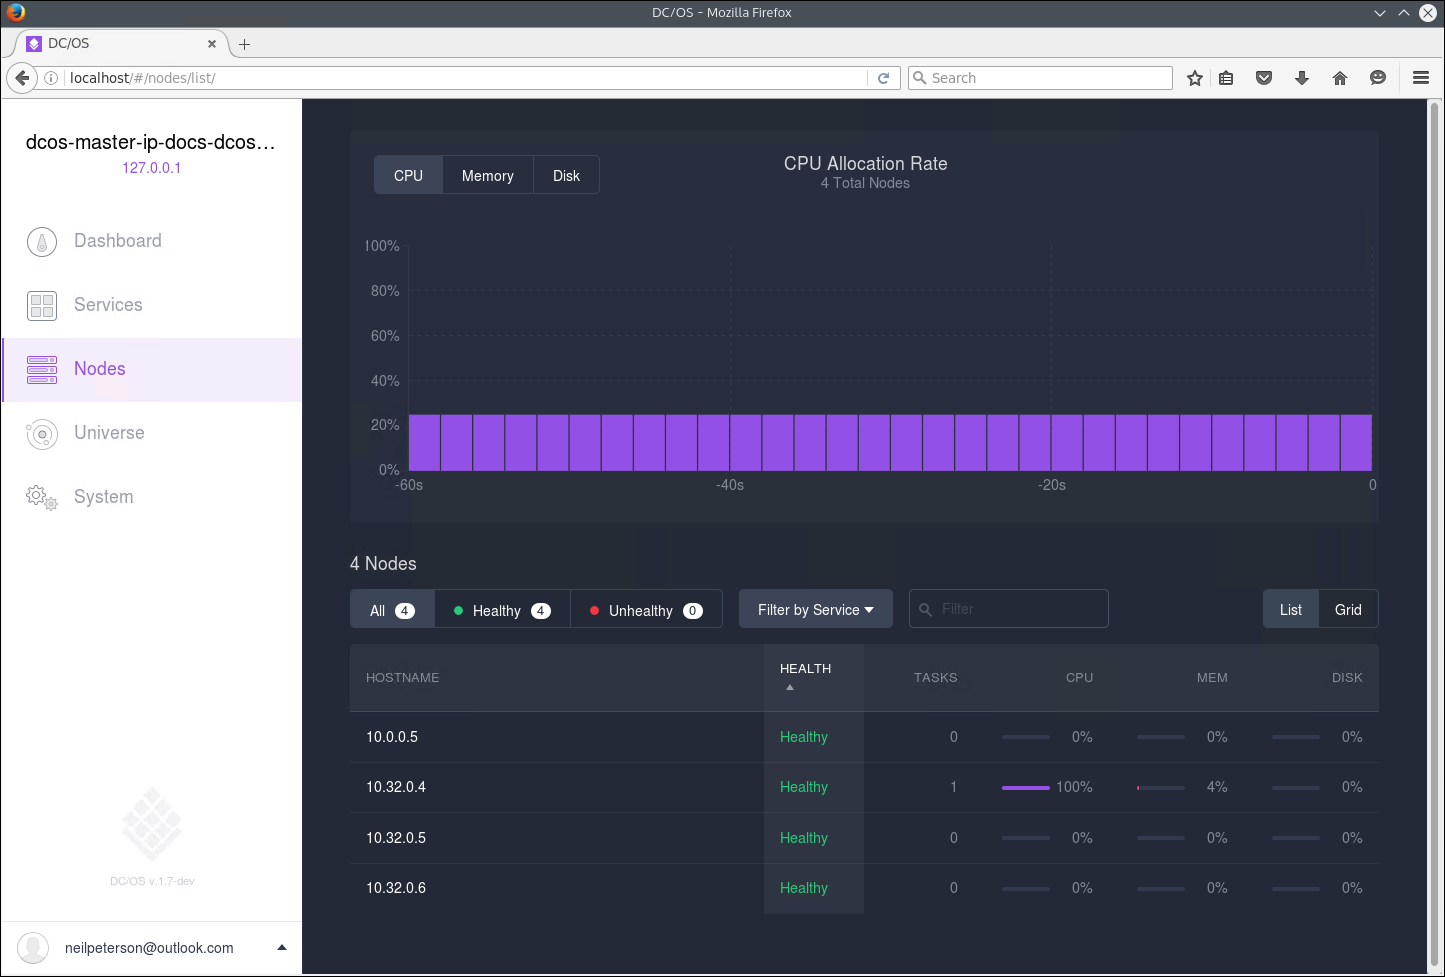 DC/OS - Mozilla Firefox
DC/OS
localhost/#/nodes/list/
Search
dcos-master-ip-docs-dcos...
127.0.0.1
Dashboard
Services
Nodes
Universe
System
DC/OS v.1.7-dev
neilpeterson@outlook.com
CPU Memory Disk
CPU Allocation Rate
4 Total Nodes
100%
80%
60%
40%
20%
0%
-60s -40s -20s 0
4 Nodes
All 4 Healthy 4 Unhealthy 0 Filter by Service Filter List Grid
HOSTNAME HEALTH TASKS CPU MEM DISK
10.0.0.5 Healthy 0 0% 0% 0%
10.32.0.4 Healthy 1 100% 4% 0%
10.32.0.5 Healthy 0 0% 0% 0%
10.32.0.6 Healthy 0 0% 0% 0%